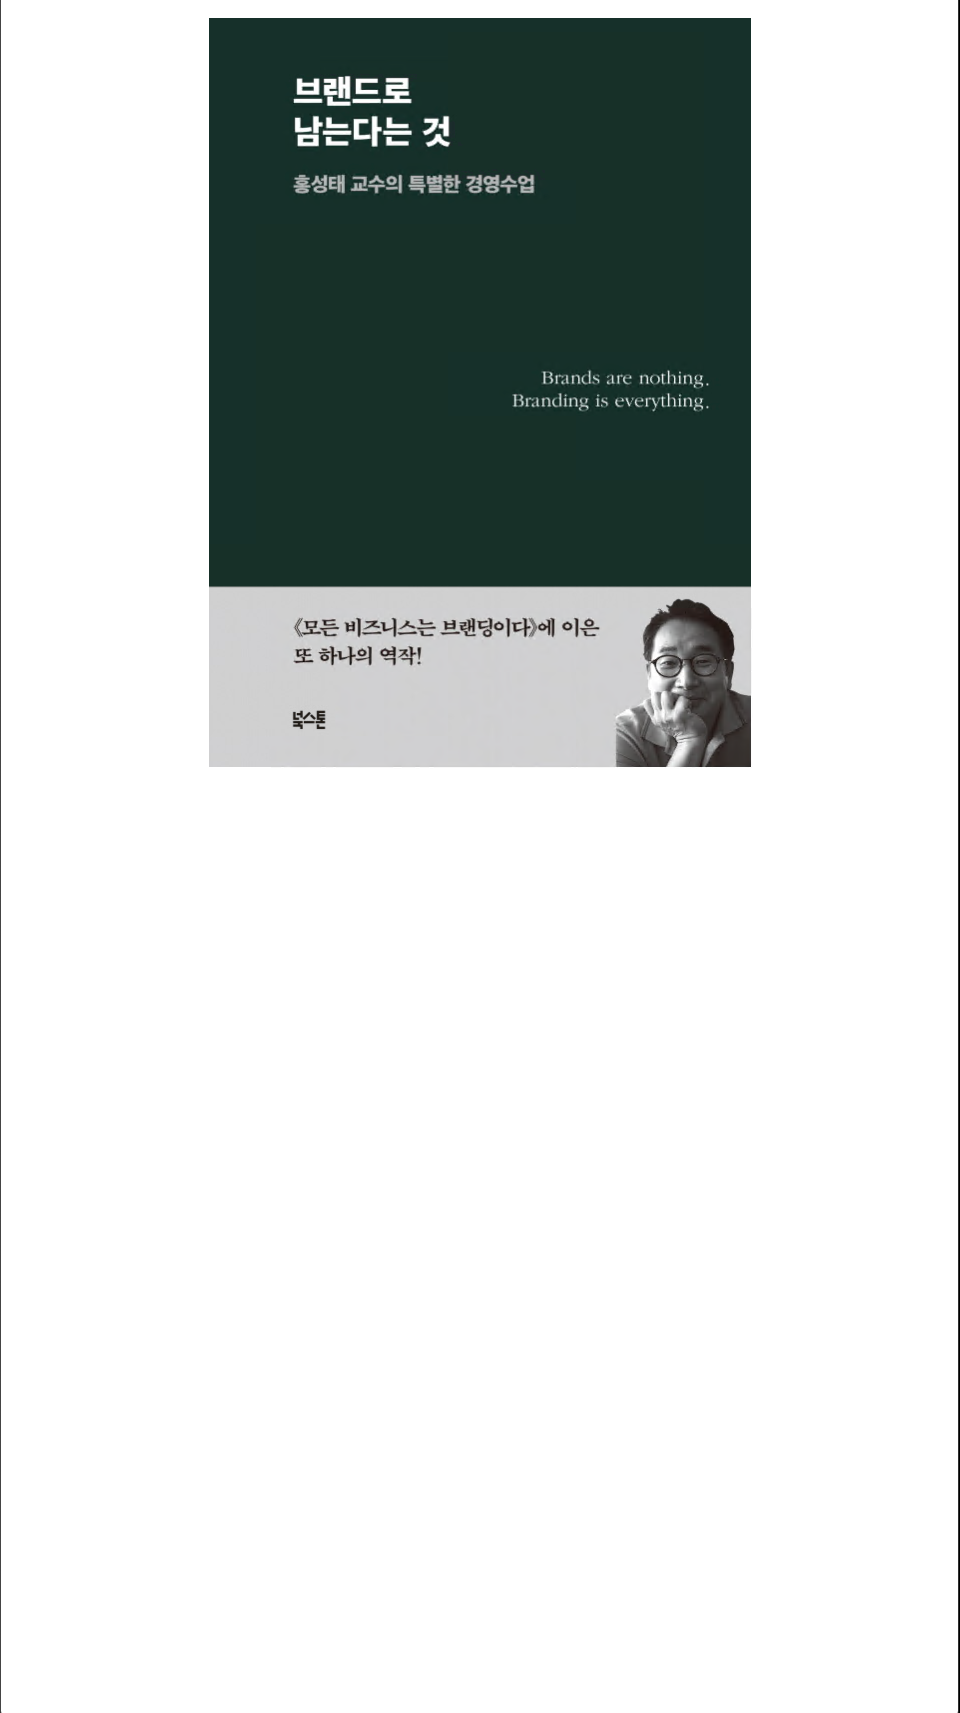 브랜드로
남는다는 것
홍성태 교수의 특별한 경영수업
Brands are nothing.
Branding is everything.
《모든 비즈니스는 브랜딩이다》에 이은
또 하나의 역작!
북스톤